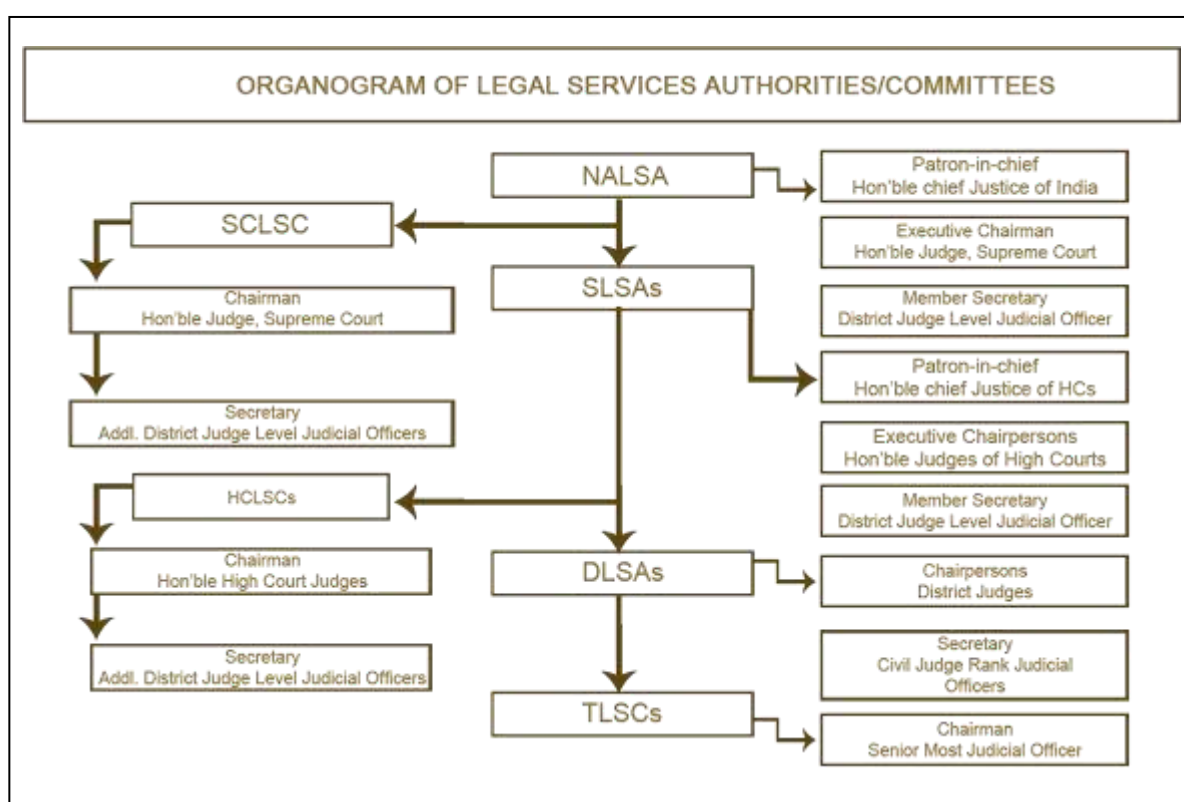 ORGANOGRAM OF LEGAL SERVICES AUTHORITIES/COMMITTEES
NALSA
Patron-in-chief
Hon'ble chief Justice of India
SCLSC
Executive Chairman
Hon'ble Judge, Supreme Court
SLSAs
Chairman
Hon'ble Judge, Supreme Court
Member Secretary
District Judge Level Judicial Officer
Patron-in-chief
Hon'ble chief Justice of HCs
Secretary
Addl. District Judge Level Judicial Officers
Executive Chairpersons
Hon'ble Judges of High Courts
HCLSCs
Member Secretary
District Judge Level Judicial Officer
Chairman
Hon'ble High Court Judges
DLSAs
Chairpersons
District Judges
Secretary
Addl. District Judge Level Judicial Officers
Secretary
Civil Judge Rank Judicial
Officers
TLSCs
Chairman
Senior Most Judicial Officer